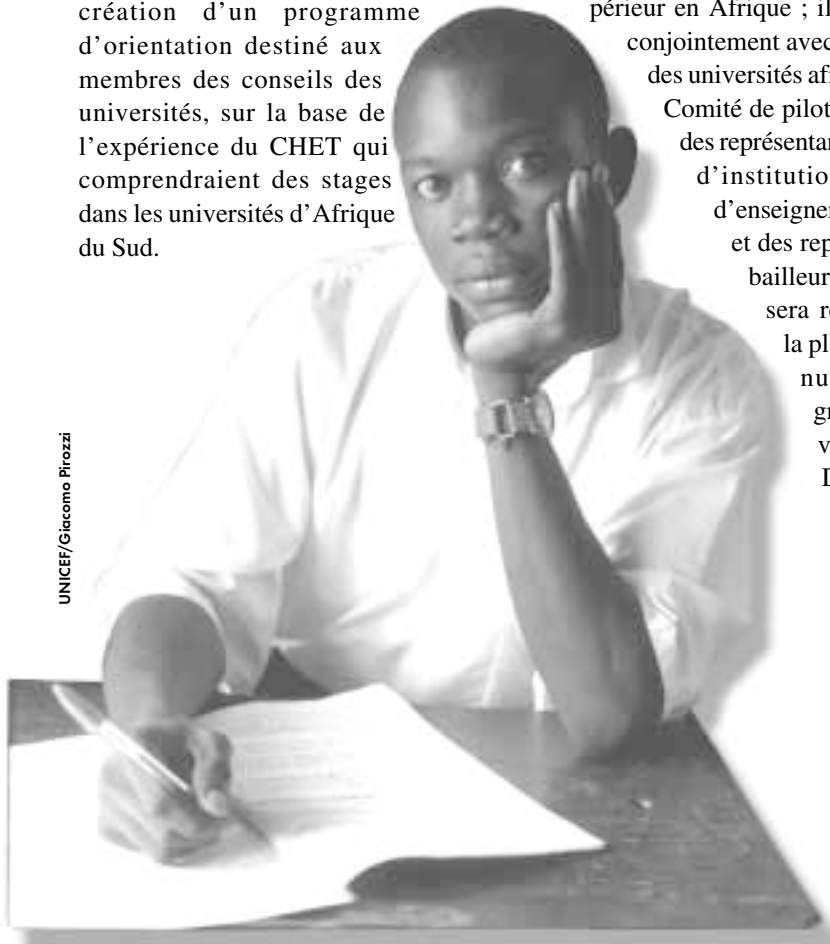 création d'un programme
d'orientation destiné aux
membres des conseils des
universités, sur la base de
l'expérience du CHET qui
comprendraient des stages
dans les universités d'Afrique
du Sud.
UNICEF/Giacomo Pirozzi
périeur en Afrique ; il
conjointement avec
des universités af
Comité de pilot
des représentan
d'institutio
d'enseigne
et des rep
bailleur
sera r
la pl
nu
gr
v
D